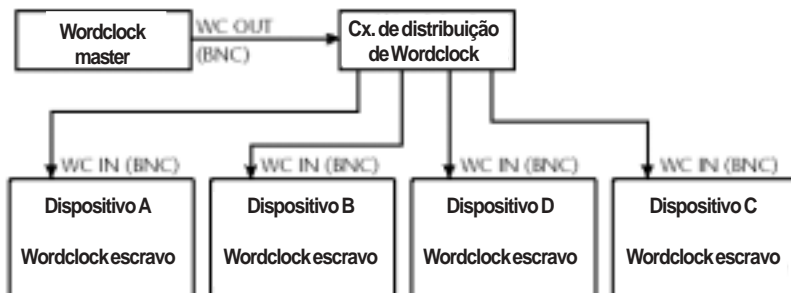 Wordclock
master
WC OUT
(BNC)
Cx. de distribuição
de Wordclock
WC IN (BNC)
WC IN (BNC)
WC IN (BNC)
WC IN (BNC)
Dispositivo A
Wordclock escravo
Dispositivo B
Wordclock escravo
Dispositivo D
Wordclock escravo
Dispositivo C
Wordclock escravo